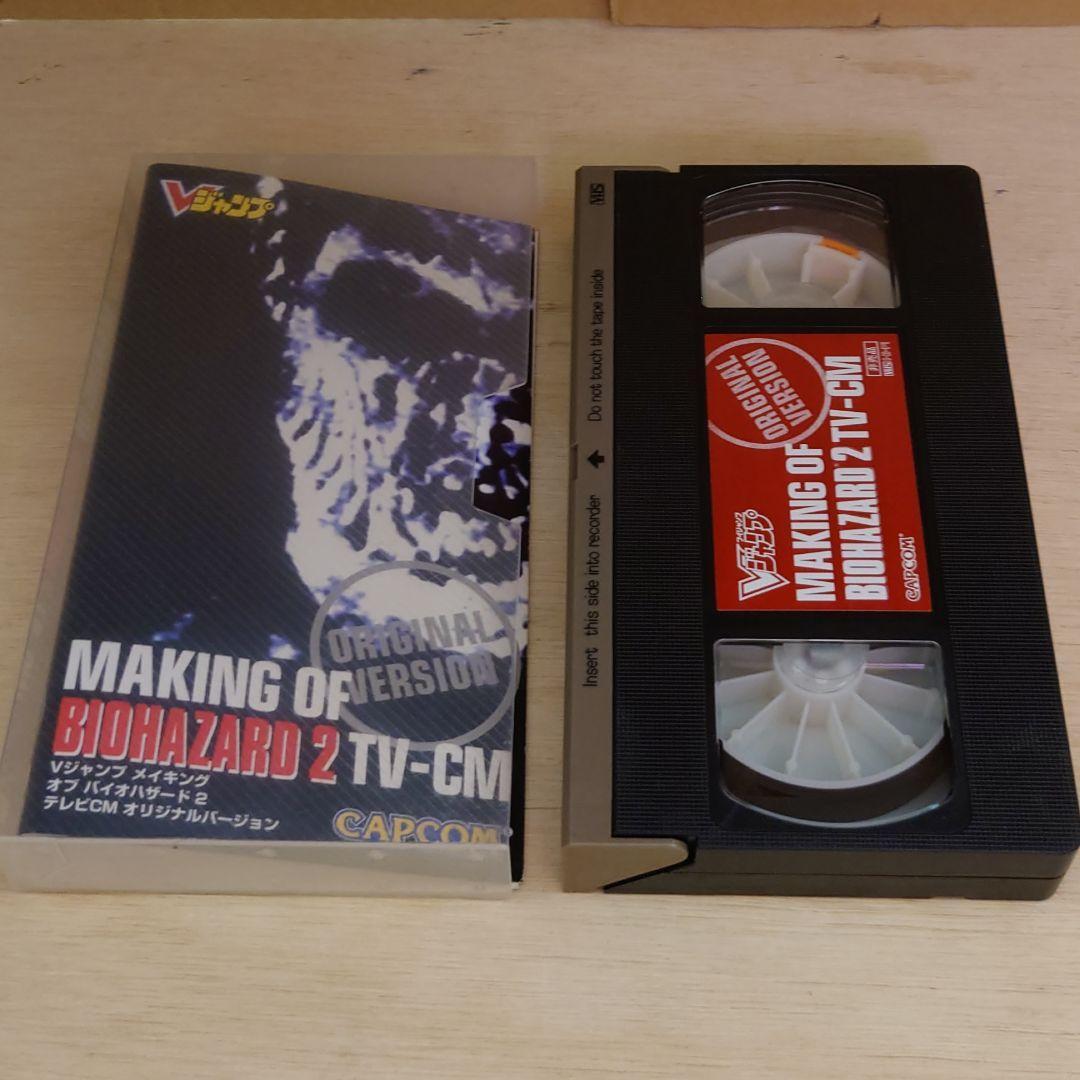 Vジャンプ
ORIGINAL
VERSION
MAKING OF
BIOHAZARD 2 TV-CM
Vジャンプ メイキング
オブ バイオハザード2
テレビCM オリジナルバージョン
CAPCOM
VHS
Do not touch the tape inside
Insert this side into recorder
ORIGINAL
VERSION
Vジャンプ
MAKING OF
BIOHAZARD 2 TV-CM
非売品
CAPCOM